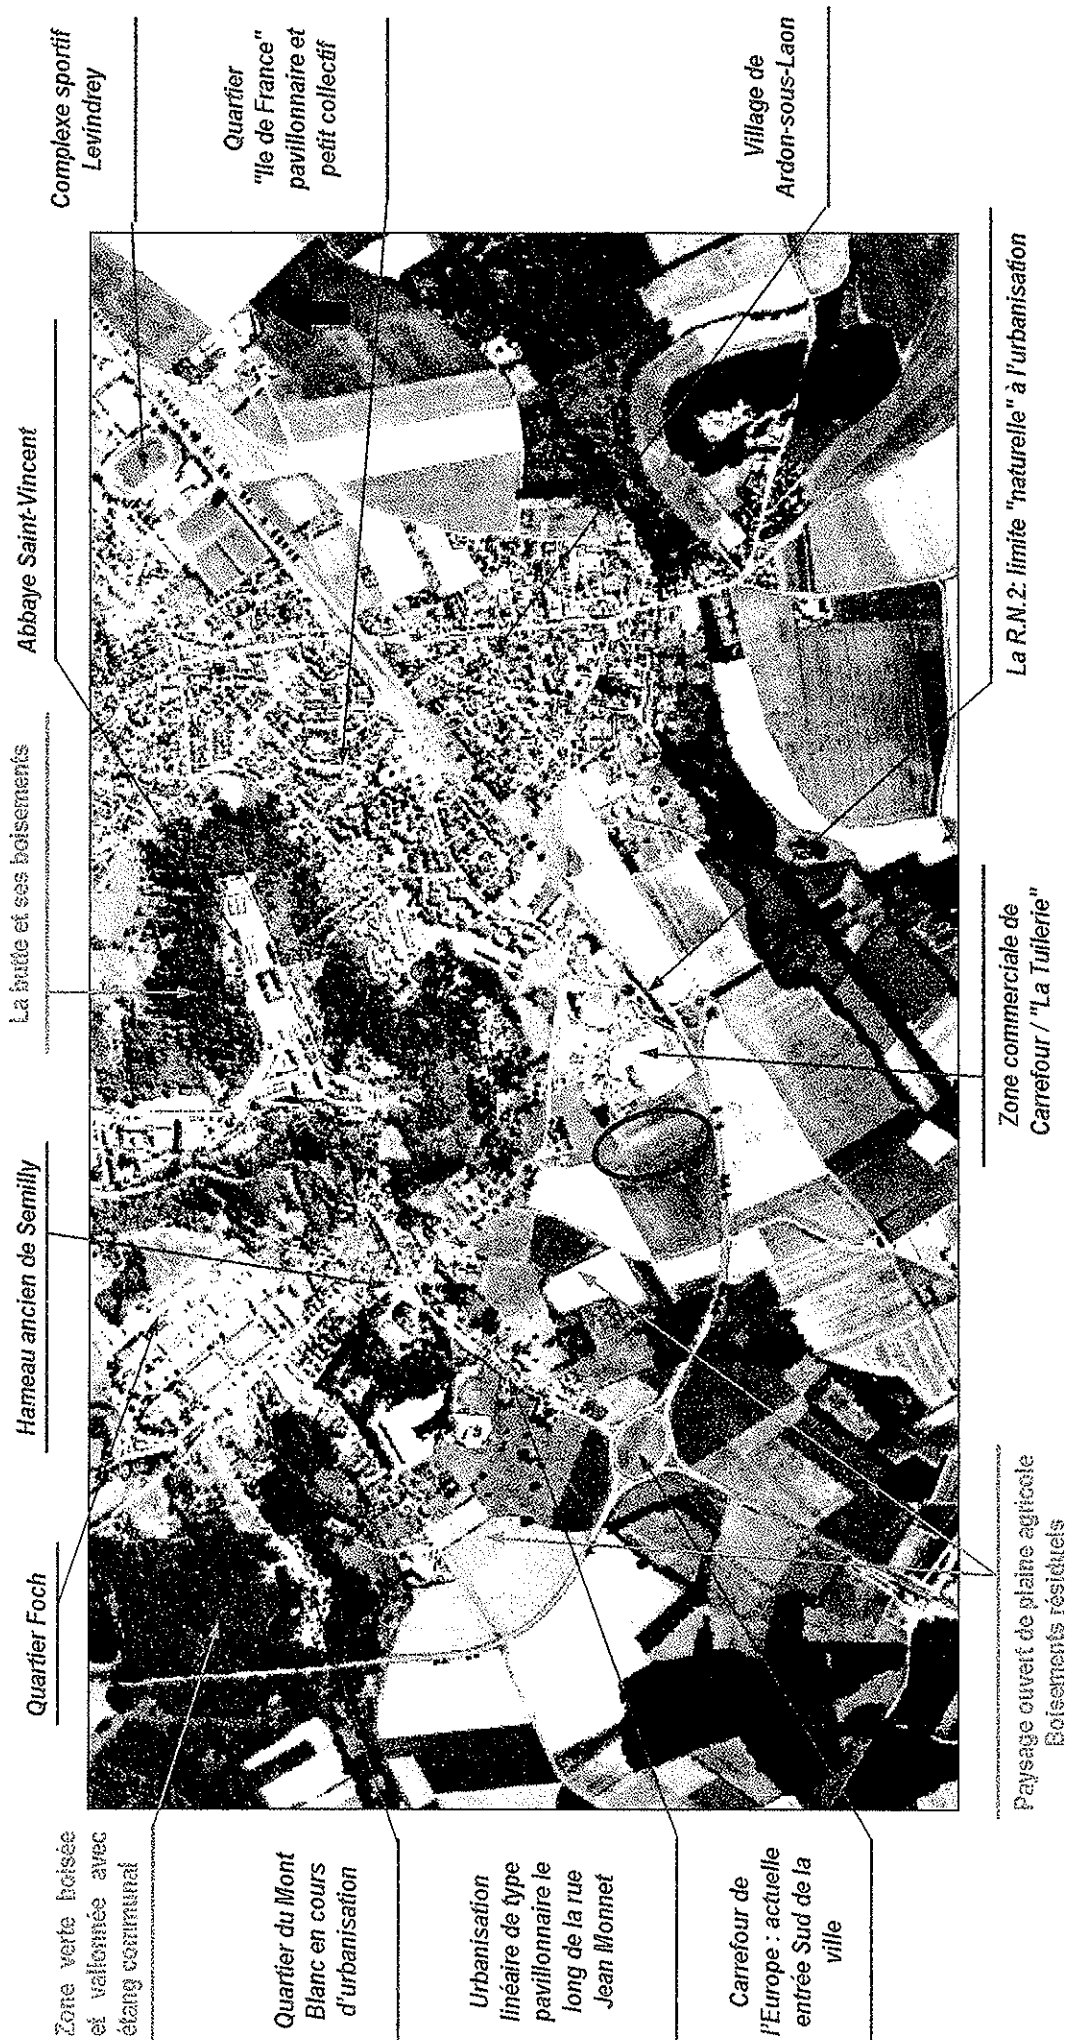 Zone verte boisée
et vallonnée avec
étang communal
Quartier Foch
Hameau ancien de Semilly
La butte et ses boisements
Abbaye Saint-Vincent
Complexe sportif
Levindrey
Quartier
"Ile de France"
pavillonnaire et
petit collectif
Village de
Ardon-sous-Laon
Quartier du Mont
Blanc en cours
d'urbanisation
Urbanisation
linéaire de type
pavillonnaire le
long de la rue
Jean Monnet
Carrefour de
l'Europe : actuelle
entrée Sud de la
ville
Paysage ouvert de plaine agricole
Boisements résiduels
Zone commerciale de
Carrefour / "La Tuilerie"
La R.N.2: limite "naturelle" à l'urbanisation